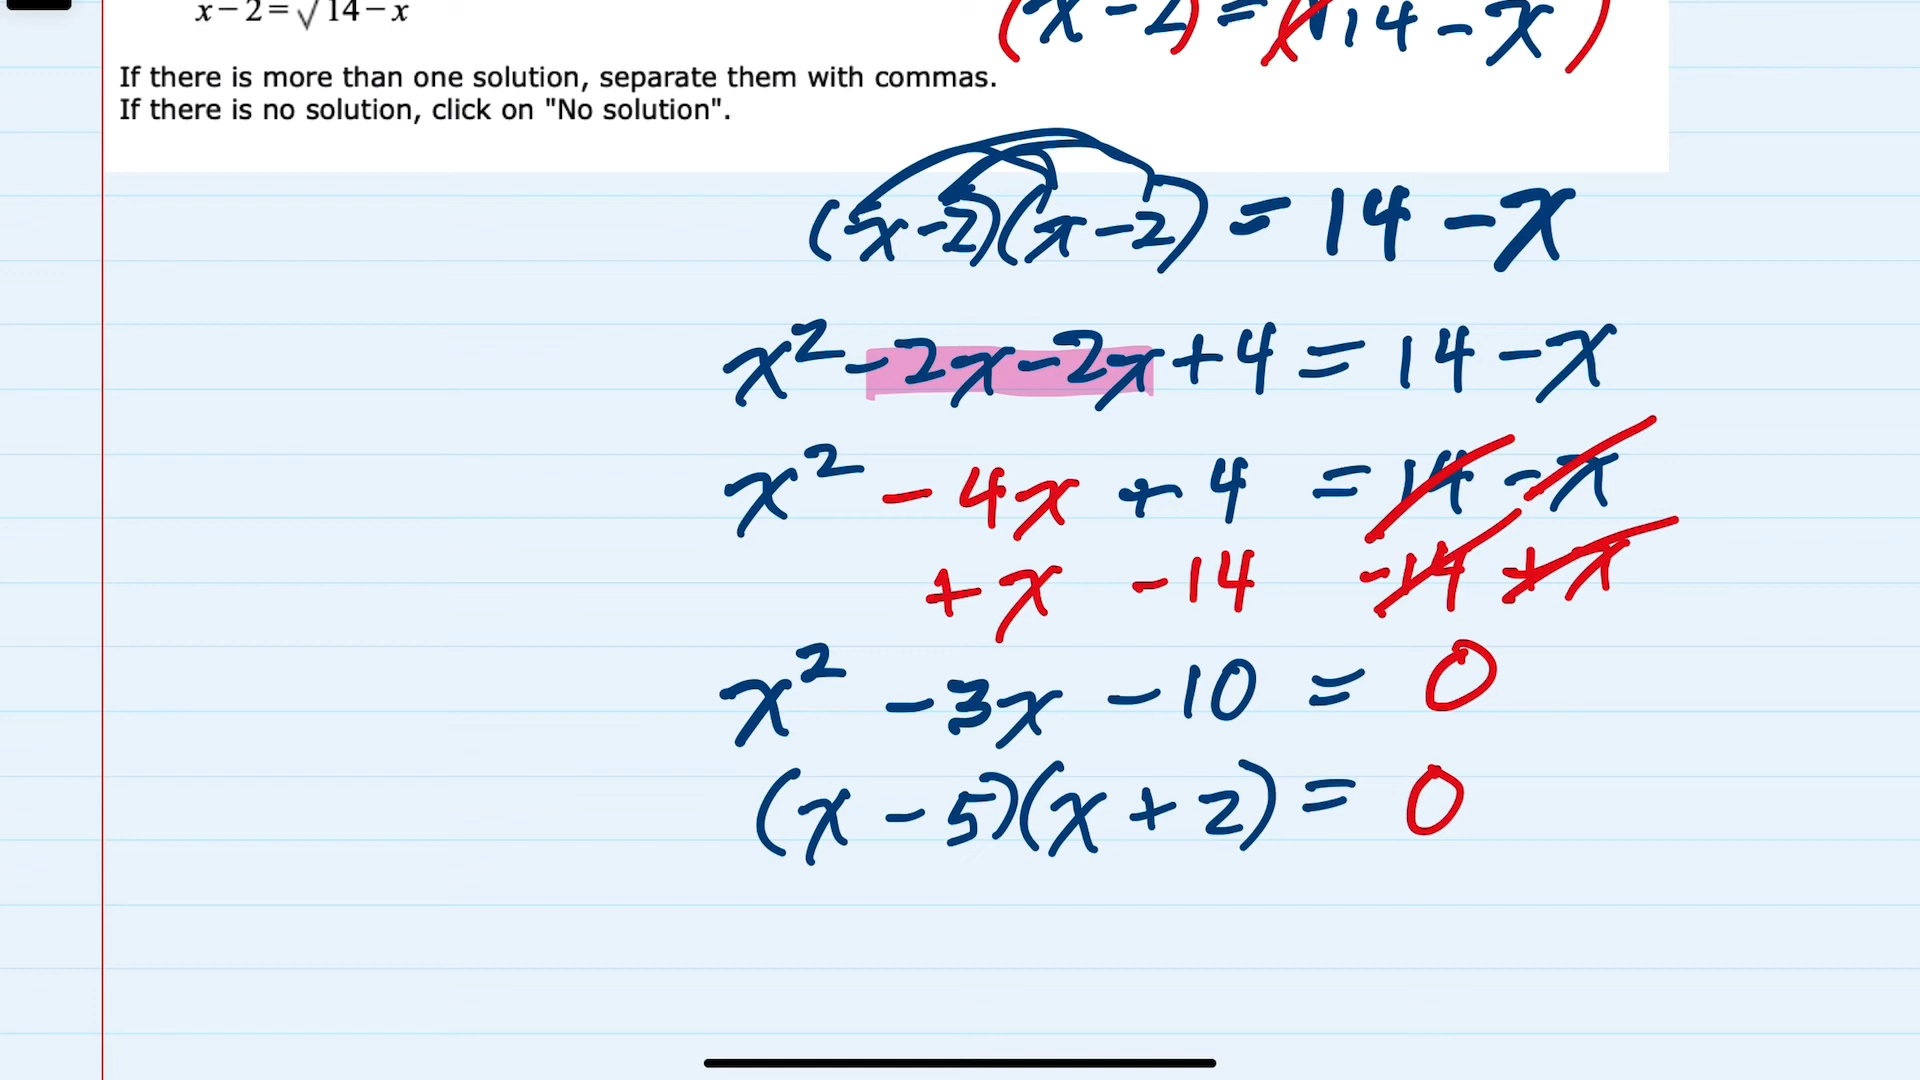 x − 2 = √14 − x
(x − 2) = (√14 − x)
If there is more than one solution, separate them with commas.
If there is no solution, click on "No solution".
(x − 2)(x − 2) = 14 − x
x² − 2x − 2x + 4 = 14 − x
x² − 4x + 4 = 14 − x
+ x − 14 − 14 + x
x² − 3x − 10 = 0
(x − 5)(x + 2) = 0